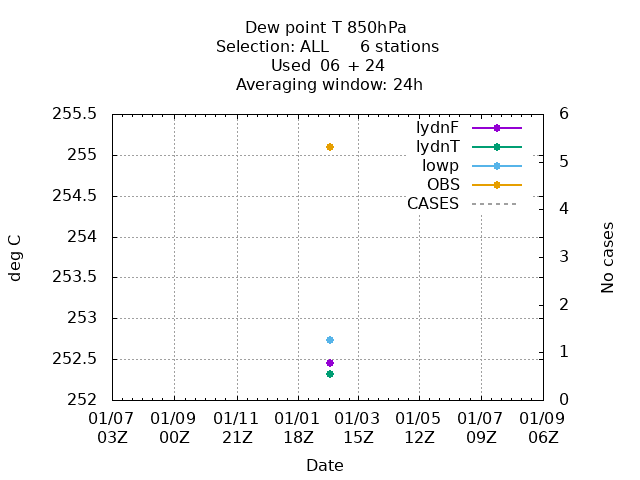 Dew point T 850hPa
Selection: ALL      6 stations
Used  06 + 24
Averaging window: 24h
255.5
255
254.5
254
253.5
253
252.5
252
deg C
6
5
4
3
2
1
0
No cases
lydnF
lydnT
lowp
OBS
CASES
01/07 01/09 01/11 01/01 01/03 01/05 01/07 01/09
03Z 00Z 21Z 18Z 15Z 12Z 09Z 06Z
Date